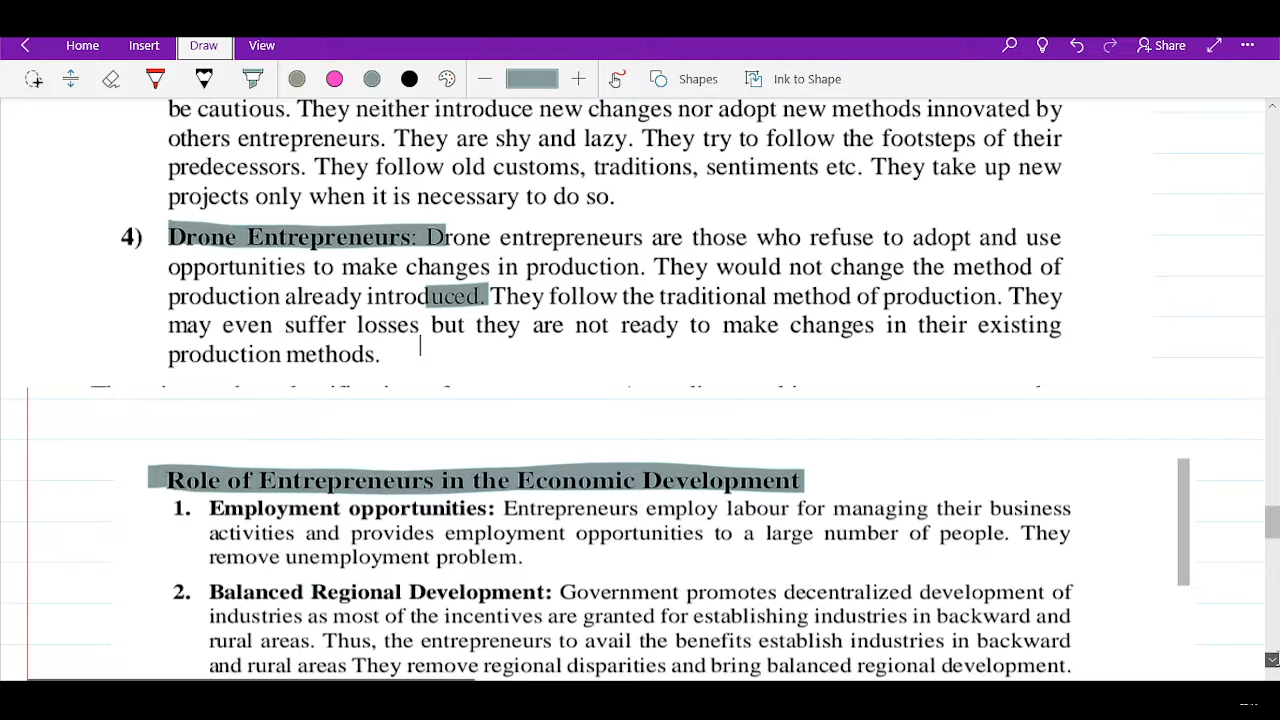 Home Insert Draw View Share
Shapes Ink to Shape
be cautious. They neither introduce new changes nor adopt new methods innovated by
others entrepreneurs. They are shy and lazy. They try to follow the footsteps of their
predecessors. They follow old customs, traditions, sentiments etc. They take up new
projects only when it is necessary to do so.
4) Drone Entrepreneurs: Drone entrepreneurs are those who refuse to adopt and use
opportunities to make changes in production. They would not change the method of
production already introduced. They follow the traditional method of production. They
may even suffer losses but they are not ready to make changes in their existing
production methods.
Role of Entrepreneurs in the Economic Development
1. Employment opportunities: Entrepreneurs employ labour for managing their business
activities and provides employment opportunities to a large number of people. They
remove unemployment problem.
2. Balanced Regional Development: Government promotes decentralized development of
industries as most of the incentives are granted for establishing industries in backward and
rural areas. Thus, the entrepreneurs to avail the benefits establish industries in backward
and rural areas They remove regional disparities and bring balanced regional development.